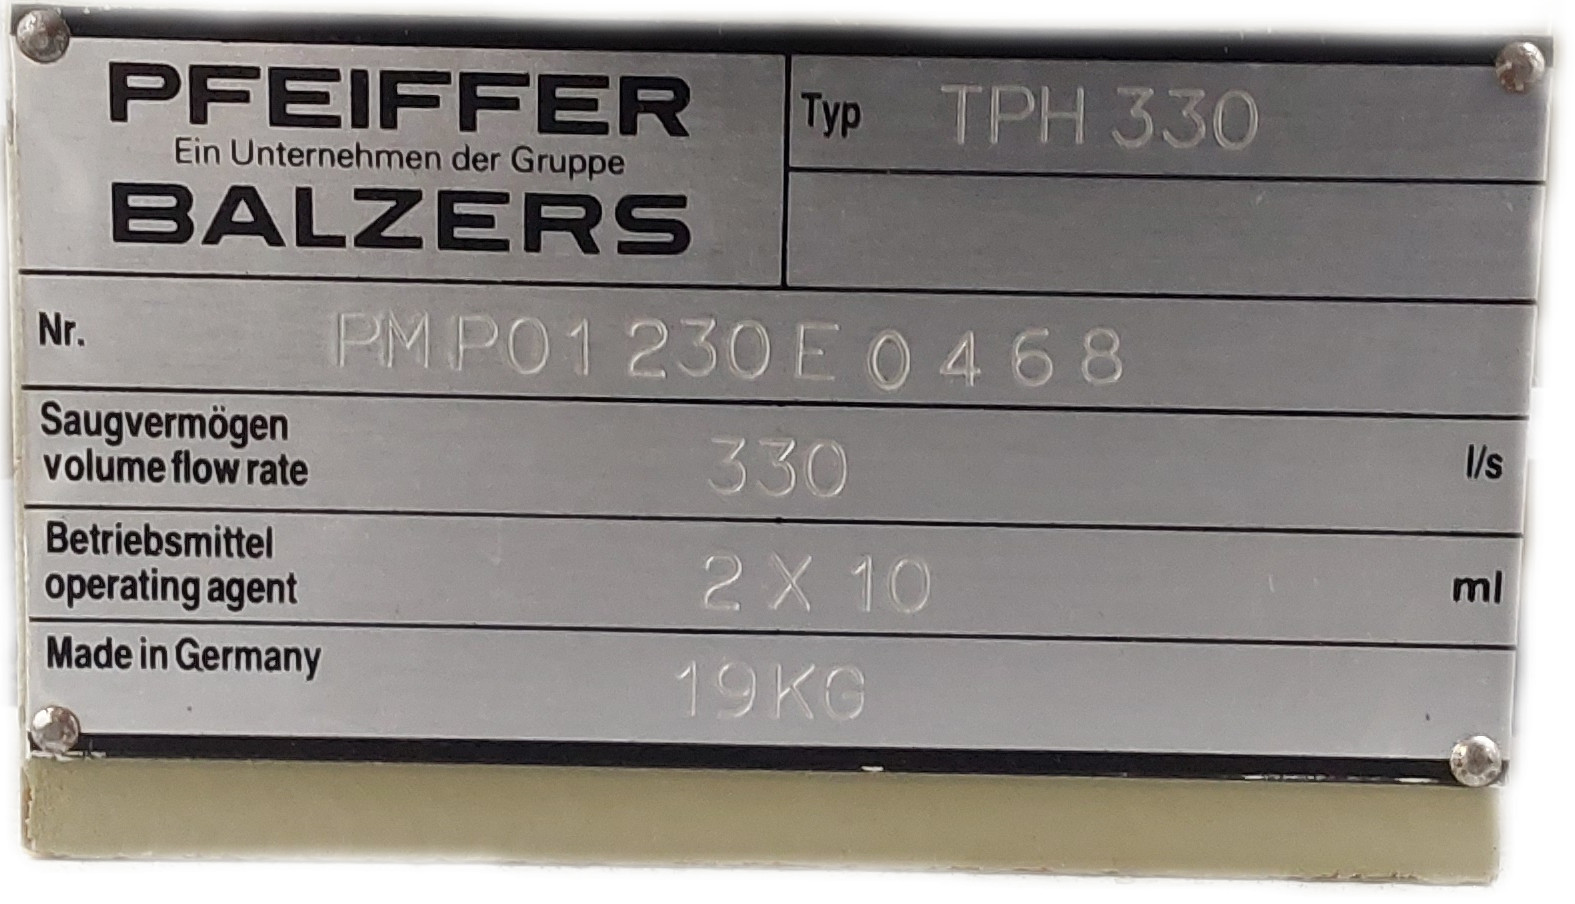 PFEIFFER
Ein Unternehmen der Gruppe
BALZERS
Typ TPH 330
Nr. PM P01 230 E 0468
Saugvermögen
volume flow rate 330 l/s
Betriebsmittel
operating agent 2 X 10 ml
Made in Germany 19KG